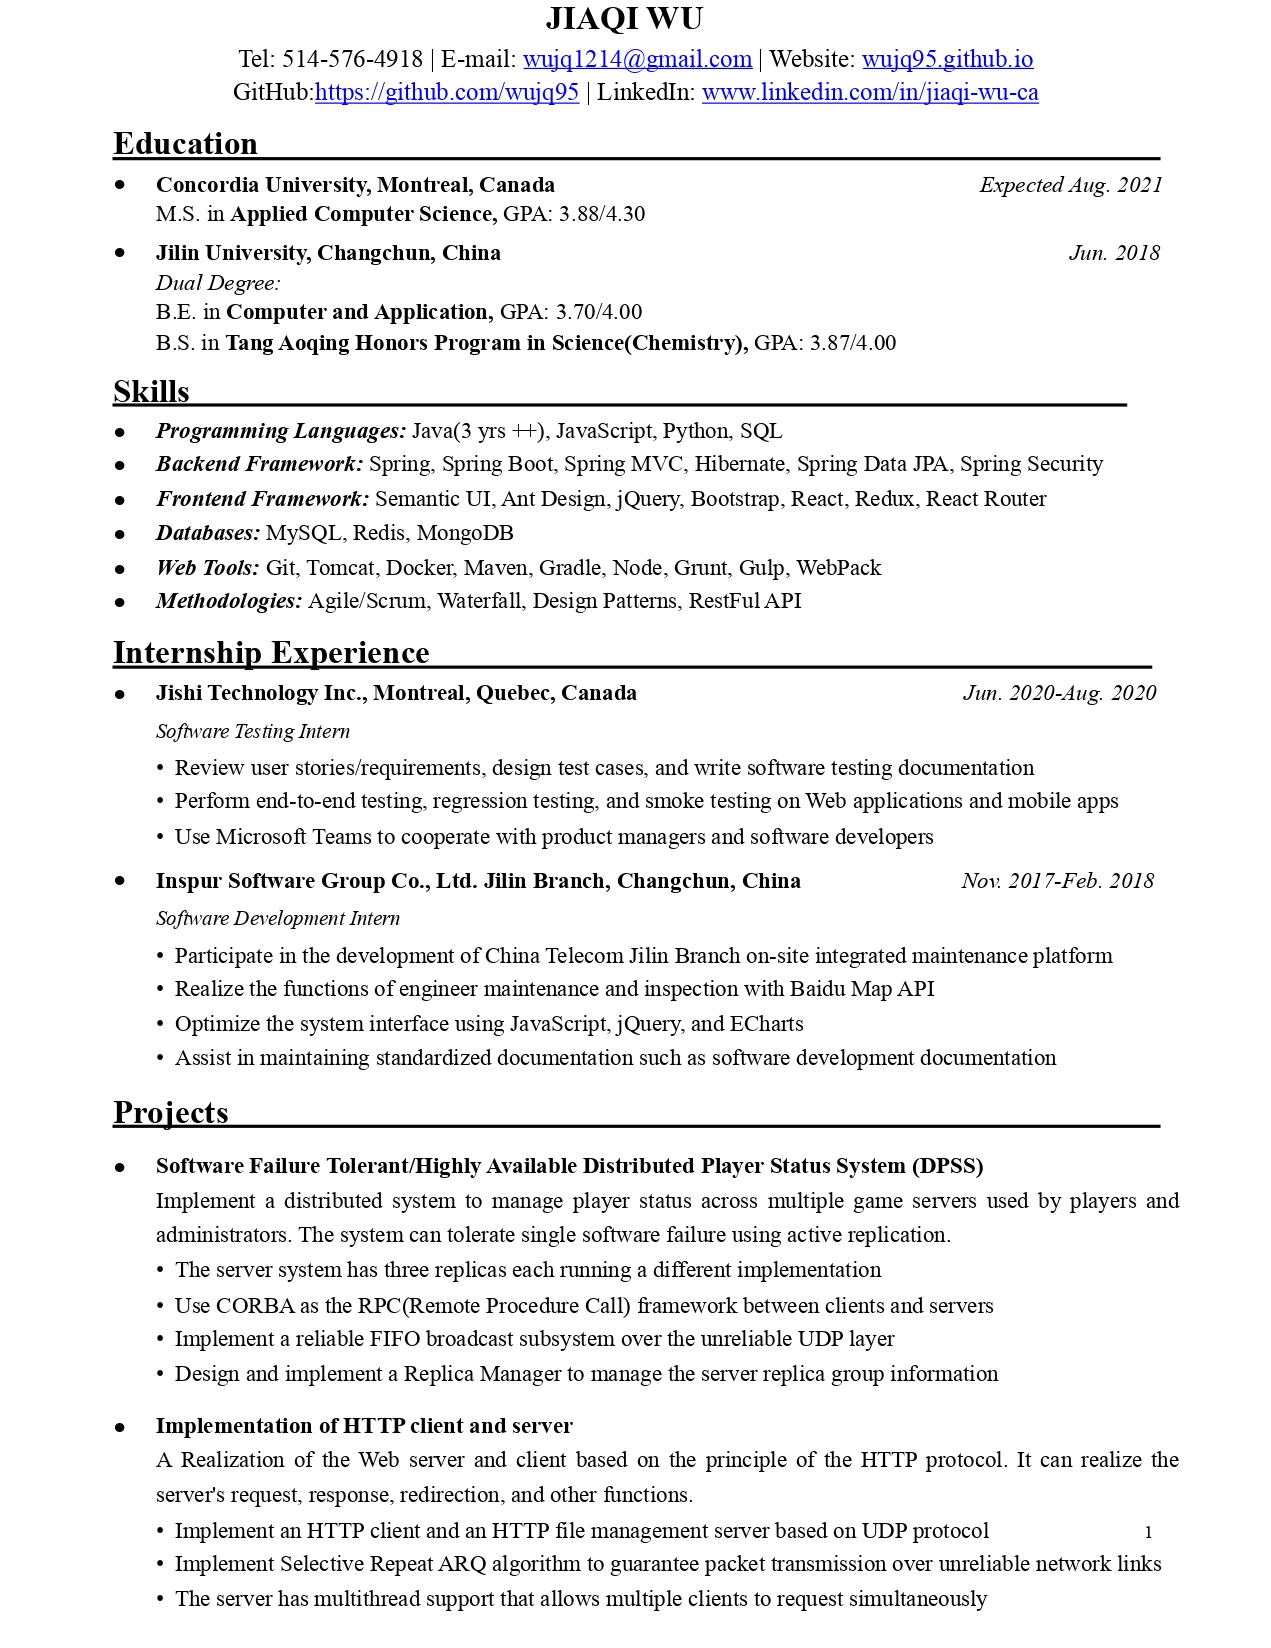 JIAQI WU
Tel: 514-576-4918 | E-mail: wujq1214@gmail.com | Website: wujq95.github.io
GitHub:https://github.com/wujq95 | LinkedIn: www.linkedin.com/in/jiaqi-wu-ca
Education
● Concordia University, Montreal, Canada Expected Aug. 2021
M.S. in Applied Computer Science, GPA: 3.88/4.30
● Jilin University, Changchun, China Jun. 2018
Dual Degree:
B.E. in Computer and Application, GPA: 3.70/4.00
B.S. in Tang Aoqing Honors Program in Science(Chemistry), GPA: 3.87/4.00
Skills
● Programming Languages: Java(3 yrs ++), JavaScript, Python, SQL
● Backend Framework: Spring, Spring Boot, Spring MVC, Hibernate, Spring Data JPA, Spring Security
● Frontend Framework: Semantic UI, Ant Design, jQuery, Bootstrap, React, Redux, React Router
● Databases: MySQL, Redis, MongoDB
● Web Tools: Git, Tomcat, Docker, Maven, Gradle, Node, Grunt, Gulp, WebPack
● Methodologies: Agile/Scrum, Waterfall, Design Patterns, RestFul API
Internship Experience
● Jishi Technology Inc., Montreal, Quebec, Canada Jun. 2020-Aug. 2020
Software Testing Intern
• Review user stories/requirements, design test cases, and write software testing documentation
• Perform end-to-end testing, regression testing, and smoke testing on Web applications and mobile apps
• Use Microsoft Teams to cooperate with product managers and software developers
● Inspur Software Group Co., Ltd. Jilin Branch, Changchun, China Nov. 2017-Feb. 2018
Software Development Intern
• Participate in the development of China Telecom Jilin Branch on-site integrated maintenance platform
• Realize the functions of engineer maintenance and inspection with Baidu Map API
• Optimize the system interface using JavaScript, jQuery, and ECharts
• Assist in maintaining standardized documentation such as software development documentation
Projects
● Software Failure Tolerant/Highly Available Distributed Player Status System (DPSS)
Implement a distributed system to manage player status across multiple game servers used by players and
administrators. The system can tolerate single software failure using active replication.
• The server system has three replicas each running a different implementation
• Use CORBA as the RPC(Remote Procedure Call) framework between clients and servers
• Implement a reliable FIFO broadcast subsystem over the unreliable UDP layer
• Design and implement a Replica Manager to manage the server replica group information
● Implementation of HTTP client and server
A Realization of the Web server and client based on the principle of the HTTP protocol. It can realize the
server's request, response, redirection, and other functions.
• Implement an HTTP client and an HTTP file management server based on UDP protocol 1
• Implement Selective Repeat ARQ algorithm to guarantee packet transmission over unreliable network links
• The server has multithread support that allows multiple clients to request simultaneously